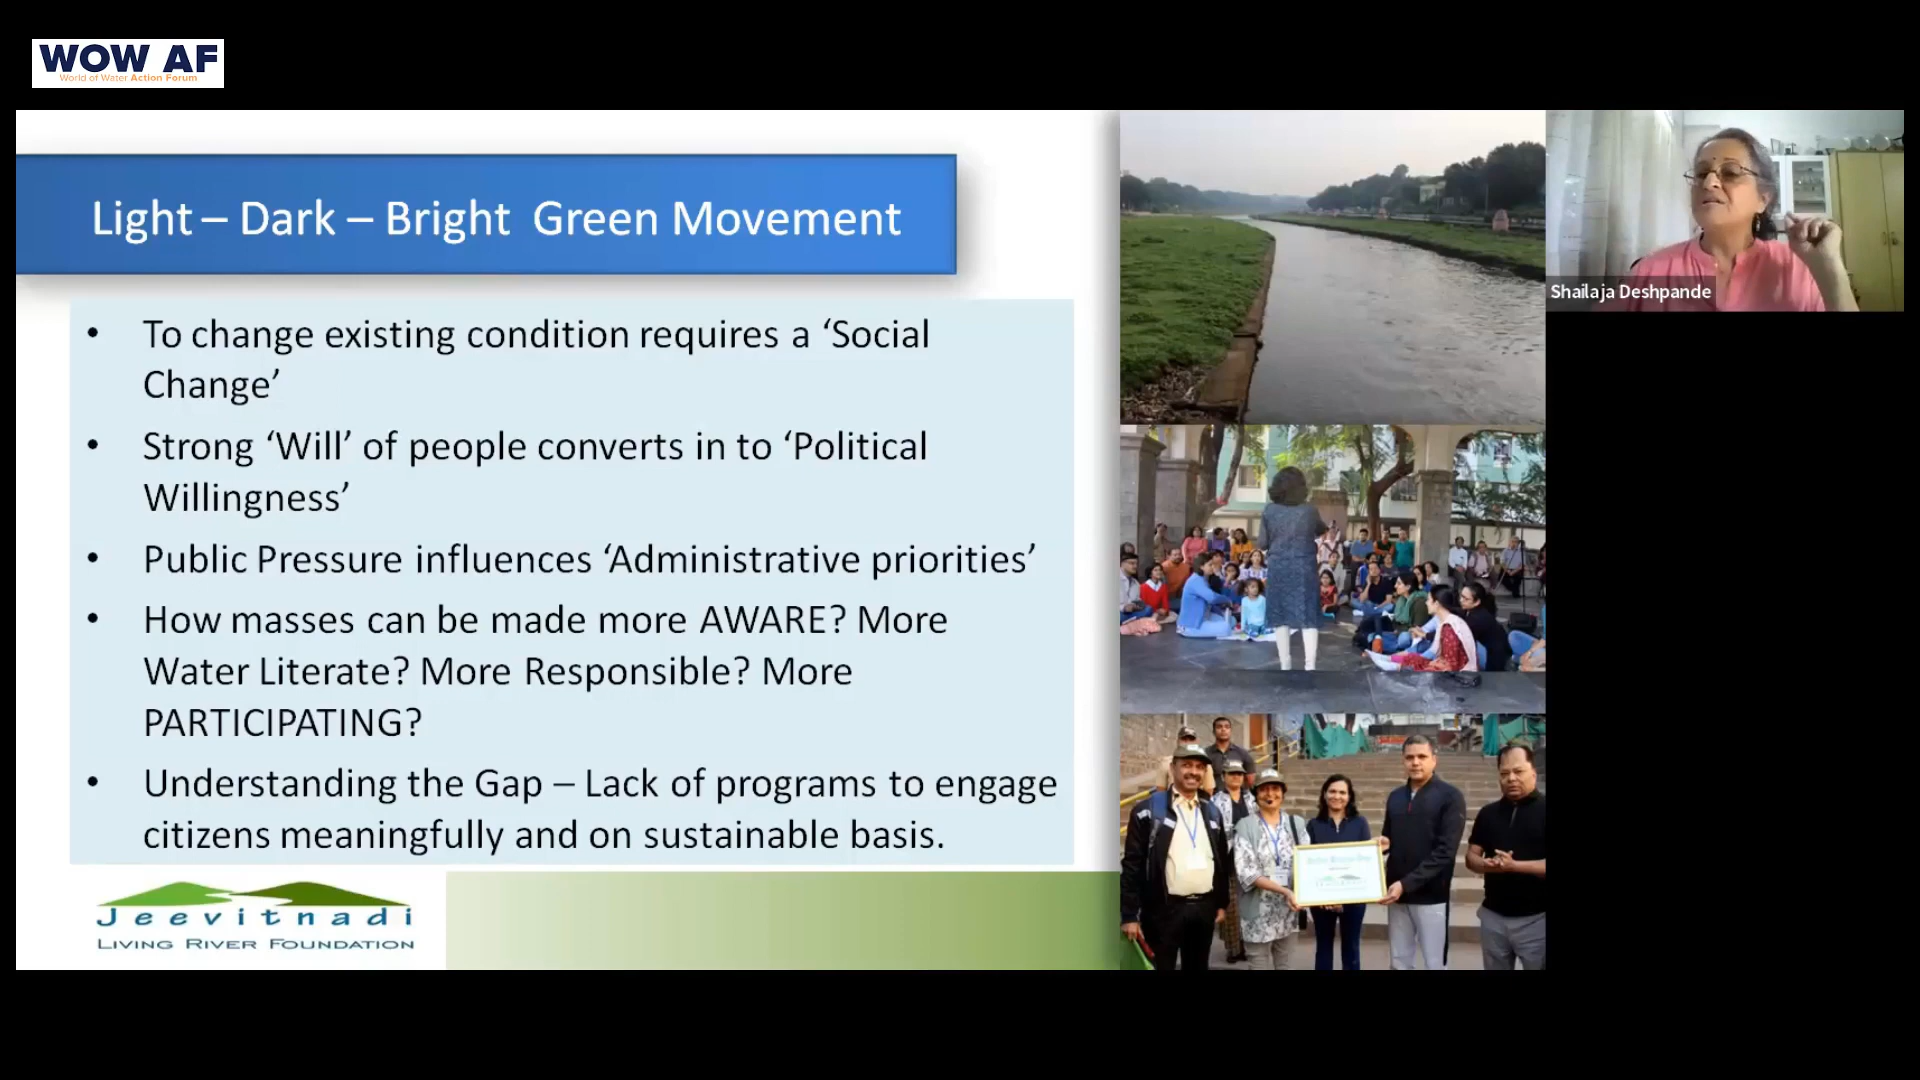 WOW AF
World of Water Action Forum
Light – Dark – Bright Green Movement
• To change existing condition requires a ‘Social
Change’
• Strong ‘Will’ of people converts in to ‘Political
Willingness’
• Public Pressure influences ‘Administrative priorities’
• How masses can be made more AWARE? More
Water Literate? More Responsible? More
PARTICIPATING?
• Understanding the Gap – Lack of programs to engage
citizens meaningfully and on sustainable basis.
Jeevitnadi
LIVING RIVER FOUNDATION
Shailaja Deshpande